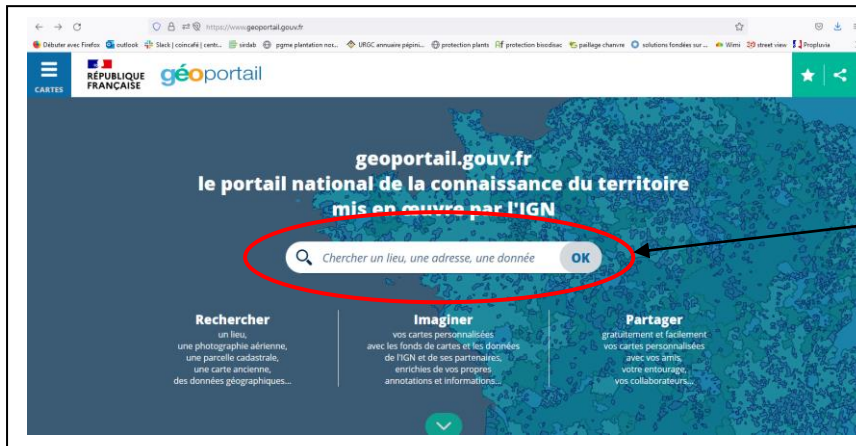 https://www.geoportail.gouv.fr
Débuter avec Firefox outlook Slack | coincafé | cent... sirdab pgme plantation nor... URGC annuaire pépini... protection plants protection biosdisac paillage chanvre solutions fondées sur ... Wimi street view Propluvia
CARTES
RÉPUBLIQUE
FRANÇAISE
géoportail
geoportail.gouv.fr
le portail national de la connaissance du territoire
mis en œuvre par l'IGN
Chercher un lieu, une adresse, une donnée OK
Rechercher
un lieu,
une photographie aérienne,
une parcelle cadastrale,
une carte ancienne,
des données géographiques...
Imaginer
vos cartes personnalisées
avec les fonds de cartes et les données
de l'IGN et de ses partenaires,
enrichies de vos propres
annotations et informations...
Partager
gratuitement et facilement
vos cartes personnalisées
avec vos amis,
votre entourage,
vos collaborateurs...